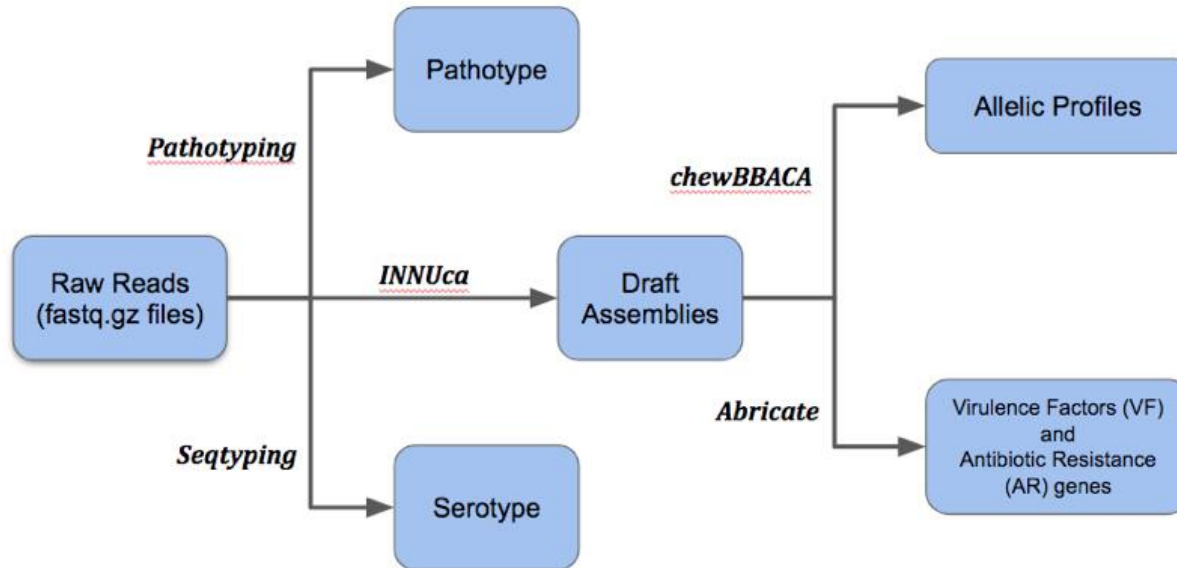 Pathotype
Allelic Profiles
Pathotyping
chewBBACA
Raw Reads
(fastq.gz files)
INNUca
Draft
Assemblies
Seqtyping
Abricate
Virulence Factors (VF)
and
Antibiotic Resistance
(AR) genes
Serotype